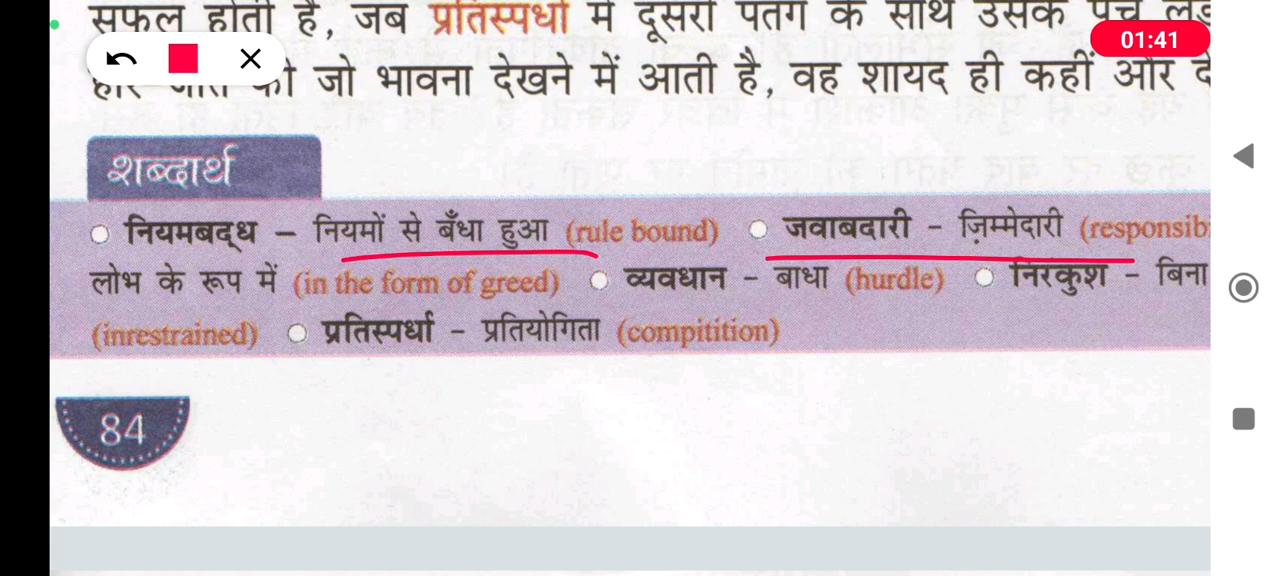 सफल होती है, जब प्रतिस्पर्धा में दूसरी पतंग के साथ उसके पेंच
01:41
जो भावना देखने में आती है, वह शायद ही कहीं और
शब्दार्थ
नियमबद्ध – नियमों से बँधा हुआ (rule bound) जवाबदारी – ज़िम्मेदारी (responsib
लोभ के रूप में (in the form of greed) व्यवधान – बाधा (hurdle) निरंकुश – बिना
(inrestrained) प्रतिस्पर्धा – प्रतियोगिता (compitition)
84